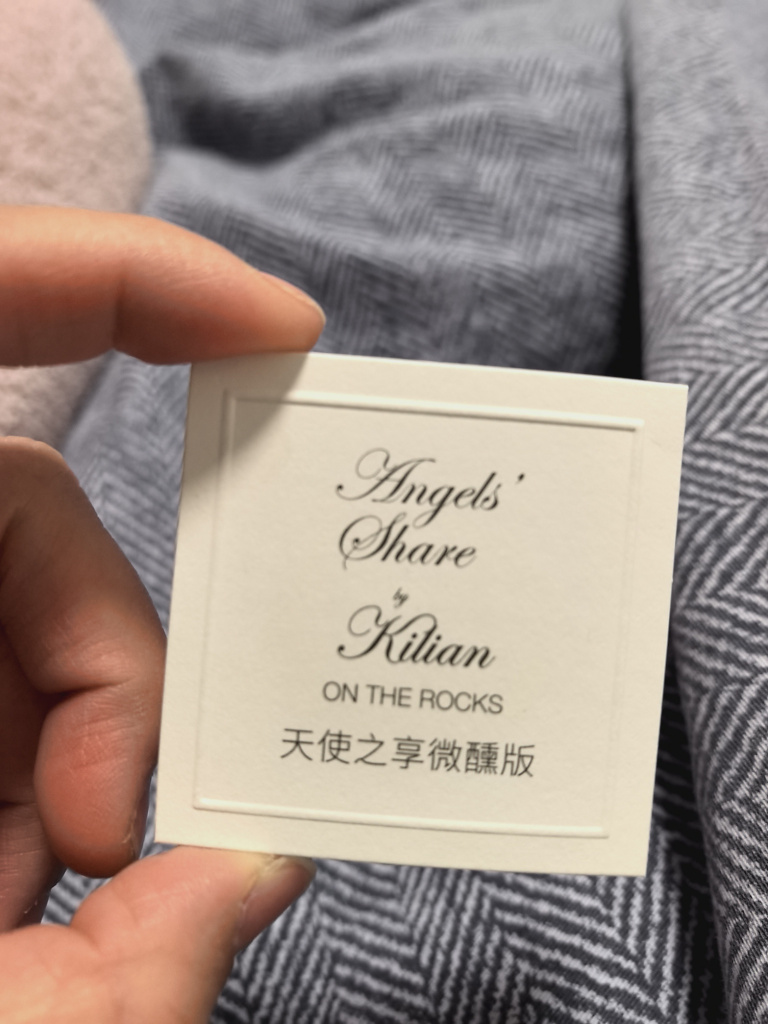 Angels'
Share
by
Kilian
ON THE ROCKS
天使之享微醺版